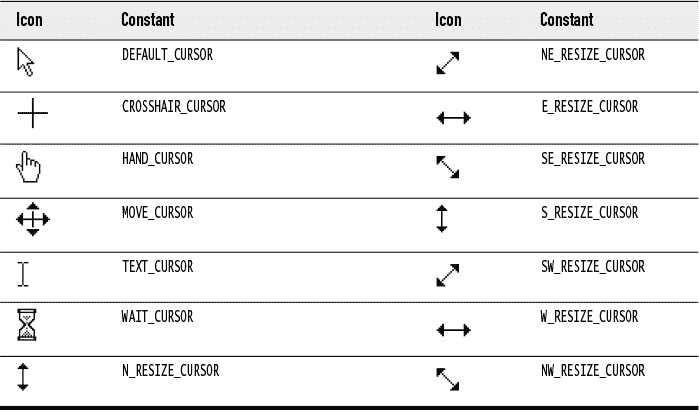 Icon Constant Icon Constant
DEFAULT_CURSOR NE_RESIZE_CURSOR
CROSSHAIR_CURSOR E_RESIZE_CURSOR
HAND_CURSOR SE_RESIZE_CURSOR
MOVE_CURSOR S_RESIZE_CURSOR
TEXT_CURSOR SW_RESIZE_CURSOR
WAIT_CURSOR W_RESIZE_CURSOR
N_RESIZE_CURSOR NW_RESIZE_CURSOR